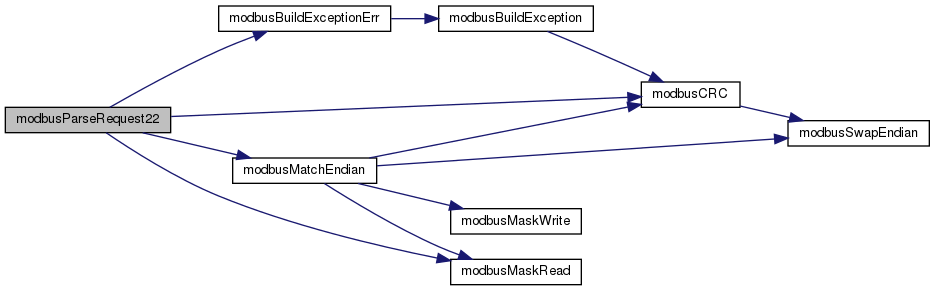 modbusBuildExceptionErr
modbusBuildException
modbusCRC
modbusParseRequest22
modbusSwapEndian
modbusMatchEndian
modbusMaskWrite
modbusMaskRead